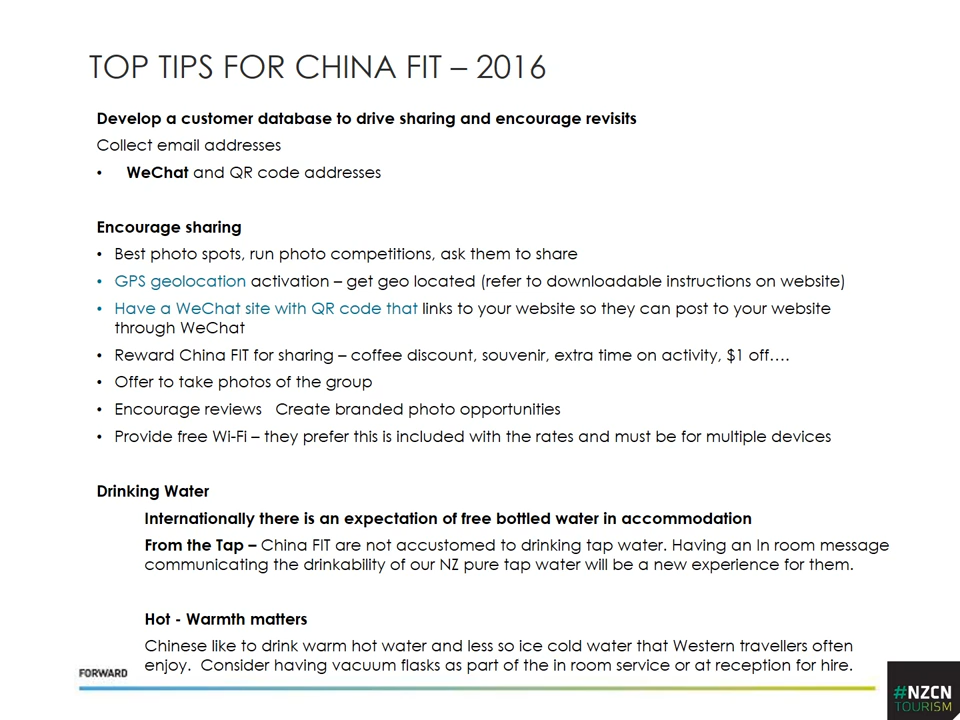 TOP TIPS FOR CHINA FIT – 2016
Develop a customer database to drive sharing and encourage revisits
Collect email addresses
• WeChat and QR code addresses
Encourage sharing
• Best photo spots, run photo competitions, ask them to share
• GPS geolocation activation – get geo located (refer to downloadable instructions on website)
• Have a WeChat site with QR code that links to your website so they can post to your website
through WeChat
• Reward China FIT for sharing – coffee discount, souvenir, extra time on activity, $1 off….
• Offer to take photos of the group
• Encourage reviews   Create branded photo opportunities
• Provide free Wi-Fi – they prefer this is included with the rates and must be for multiple devices
Drinking Water
Internationally there is an expectation of free bottled water in accommodation
From the Tap – China FIT are not accustomed to drinking tap water. Having an In room message
communicating the drinkability of our NZ pure tap water will be a new experience for them.
Hot - Warmth matters
Chinese like to drink warm hot water and less so ice cold water that Western travellers often
enjoy.  Consider having vacuum flasks as part of the in room service or at reception for hire.
FORWARD
#NZCN
TOURISM